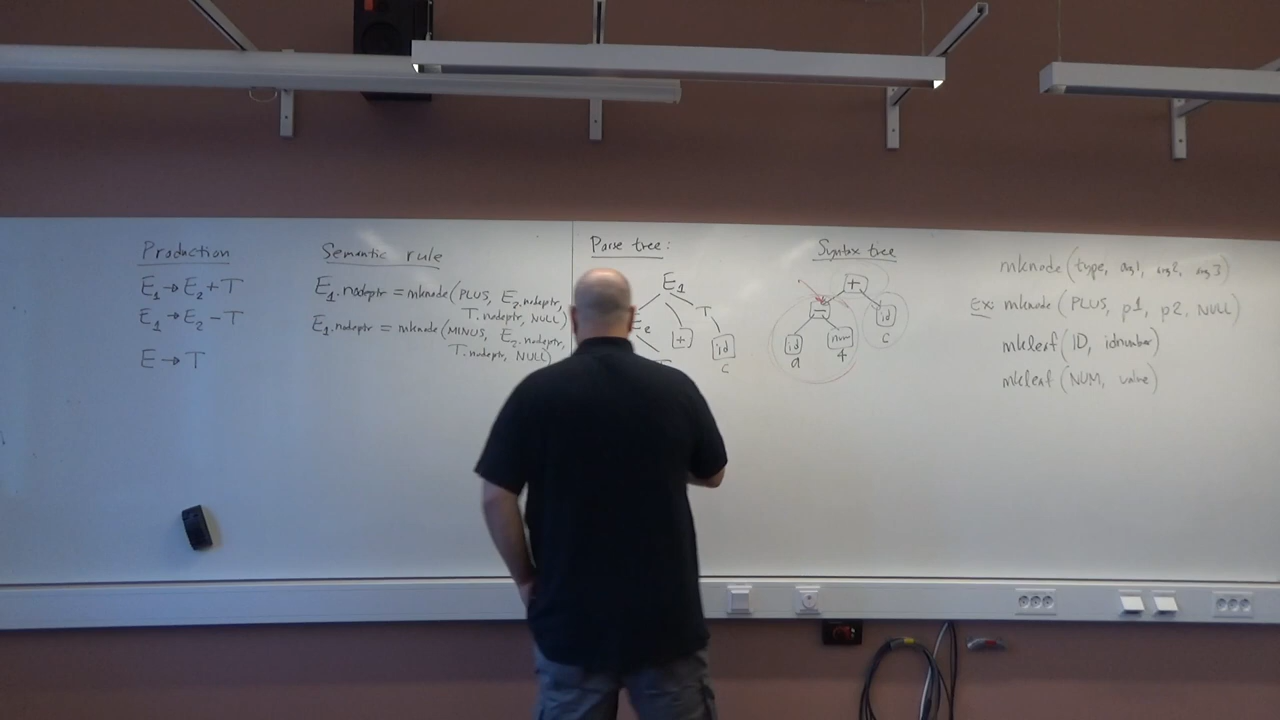 Production
E₁ → E₂ + T
E₁ → E₂ - T
E → T
Semantic rule
E₁.nodeptr = mknode(PLUS, E₂.nodeptr,
T.nodeptr, NULL)
E₁.nodeptr = mknode(MINUS, E₂.nodeptr,
T.nodeptr, NULL)
Parse tree:
E₁
E₂ + T
id
c
Syntax tree
+
- id
c
id num
a 4
mknode(type, arg1, arg2, arg3)
Ex: mknode(PLUS, p1, p2, NULL)
mkleaf(ID, idnumber)
mkleaf(NUM, value)